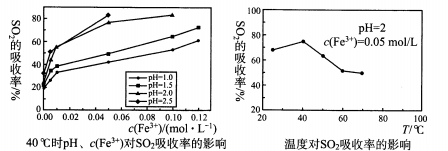 SO₂的吸收率/%
80
60
40
20
0
0.00 0.02 0.04 0.06 0.08 0.10 0.12
pH=1.0
pH=1.5
pH=2.0
pH=2.5
c(Fe³⁺)/(mol·L⁻¹)
40 ℃时pH、c(Fe³⁺)对SO₂吸收率的影响
SO₂的吸收率/%
80
60
40
20
0
20 40 60 80 100
T/℃
pH=2
c(Fe³⁺)=0.05 mol/L
温度对SO₂吸收率的影响